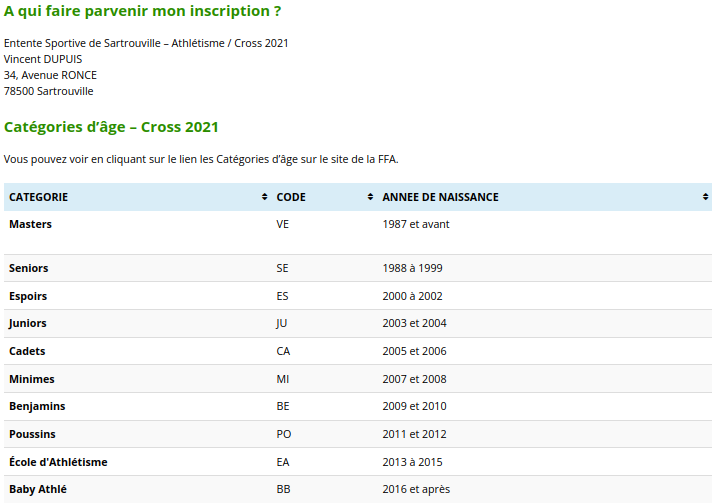 A qui faire parvenir mon inscription ?
Entente Sportive de Sartrouville – Athlétisme / Cross 2021
Vincent DUPUIS
34, Avenue RONCE
78500 Sartrouville
Catégories d’âge – Cross 2021
Vous pouvez voir en cliquant sur le lien les Catégories d’âge sur le site de la FFA.
CATEGORIE CODE ANNEE DE NAISSANCE
Masters VE 1987 et avant
Seniors SE 1988 à 1999
Espoirs ES 2000 à 2002
Juniors JU 2003 et 2004
Cadets CA 2005 et 2006
Minimes MI 2007 et 2008
Benjamins BE 2009 et 2010
Poussins PO 2011 et 2012
École d'Athlétisme EA 2013 à 2015
Baby Athlé BB 2016 et après